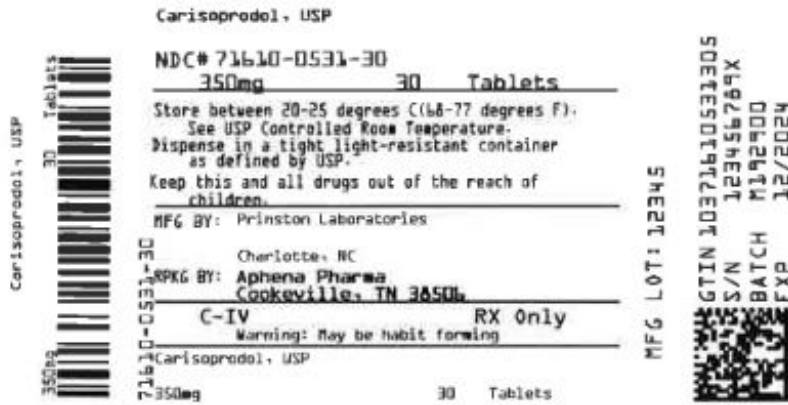 Carisoprodol, USP
NDC# 71610-0531-30
350mg 30 Tablets
Store between 20-25 degrees C(68-77 degrees F).
See USP Controlled Room Temperature.
Dispense in a tight light-resistant container
as defined by USP.
Keep this and all drugs out of the reach of
children.
MFG BY: Prinston Laboratories
Charlotte, NC
RPKG BY: Aphena Pharma
Cookeville, TN 38506
C-IV RX Only
Warning: May be habit forming
Carisoprodol, USP
350mg 30 Tablets
Carisoprodol, USP
350mg 30 Tablets
71610-0531-30
MFG LOT: 12345
GTIN 10371610531305
S/N 123456789X
BATCH M192900
EXP 12/2024